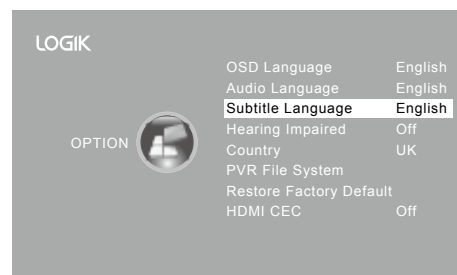 LOGIK
OPTION
OSD Language English
Audio Language English
Subtitle Language English
Hearing Impaired Off
Country UK
PVR File System
Restore Factory Default
HDMI CEC Off